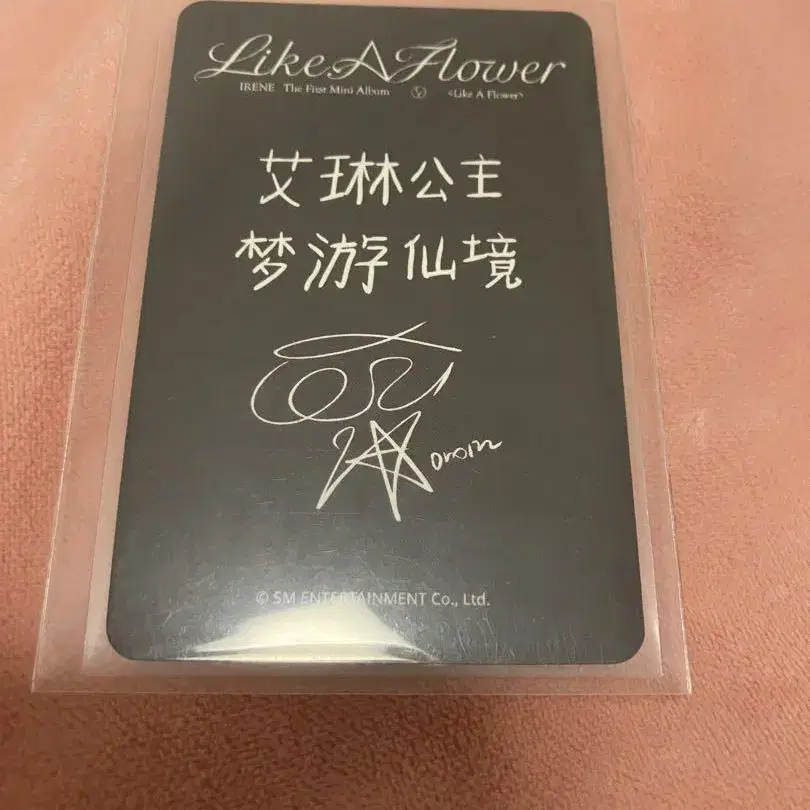 Like A Flower
IRENE The First Mini Album <Like A Flower>
艾琳公主
梦游仙境
© SM ENTERTAINMENT Co., Ltd.